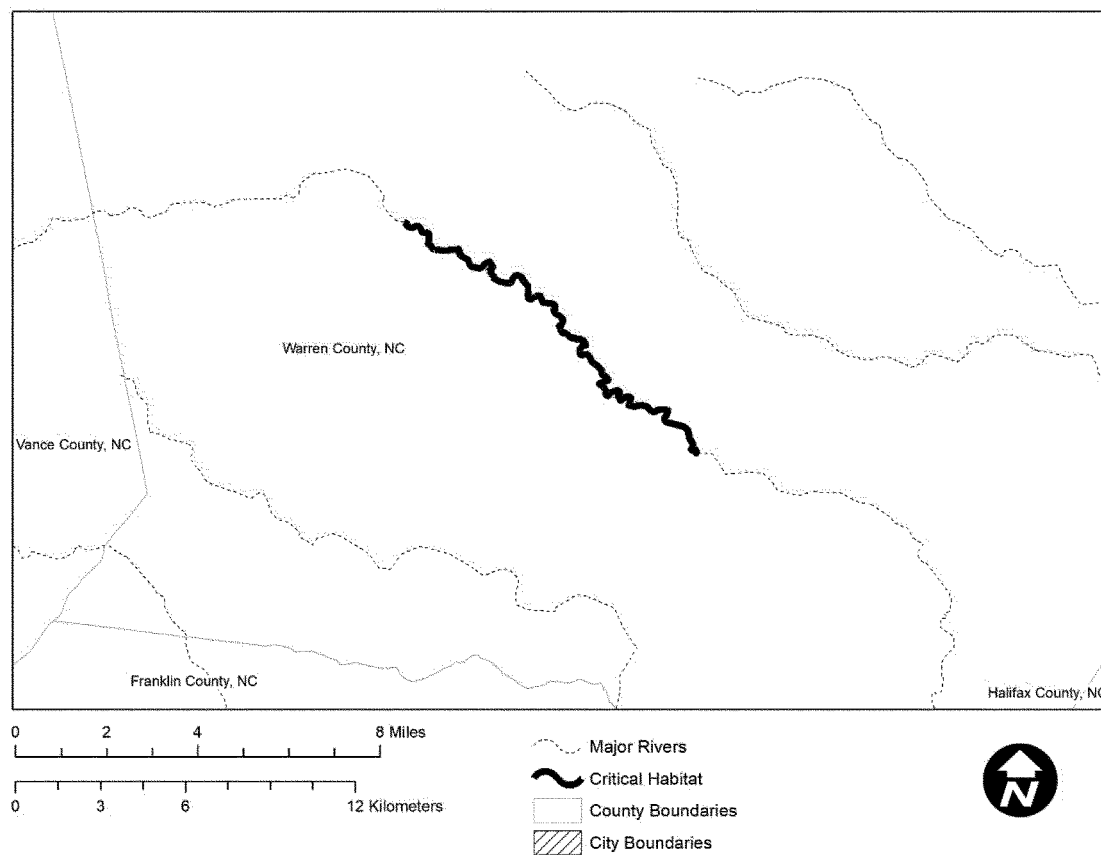 Warren County, NC
Vance County, NC
Franklin County, NC
Halifax County, NC
0 2 4 8 Miles
0 3 6 12 Kilometers
Major Rivers
Critical Habitat
County Boundaries
City Boundaries
N